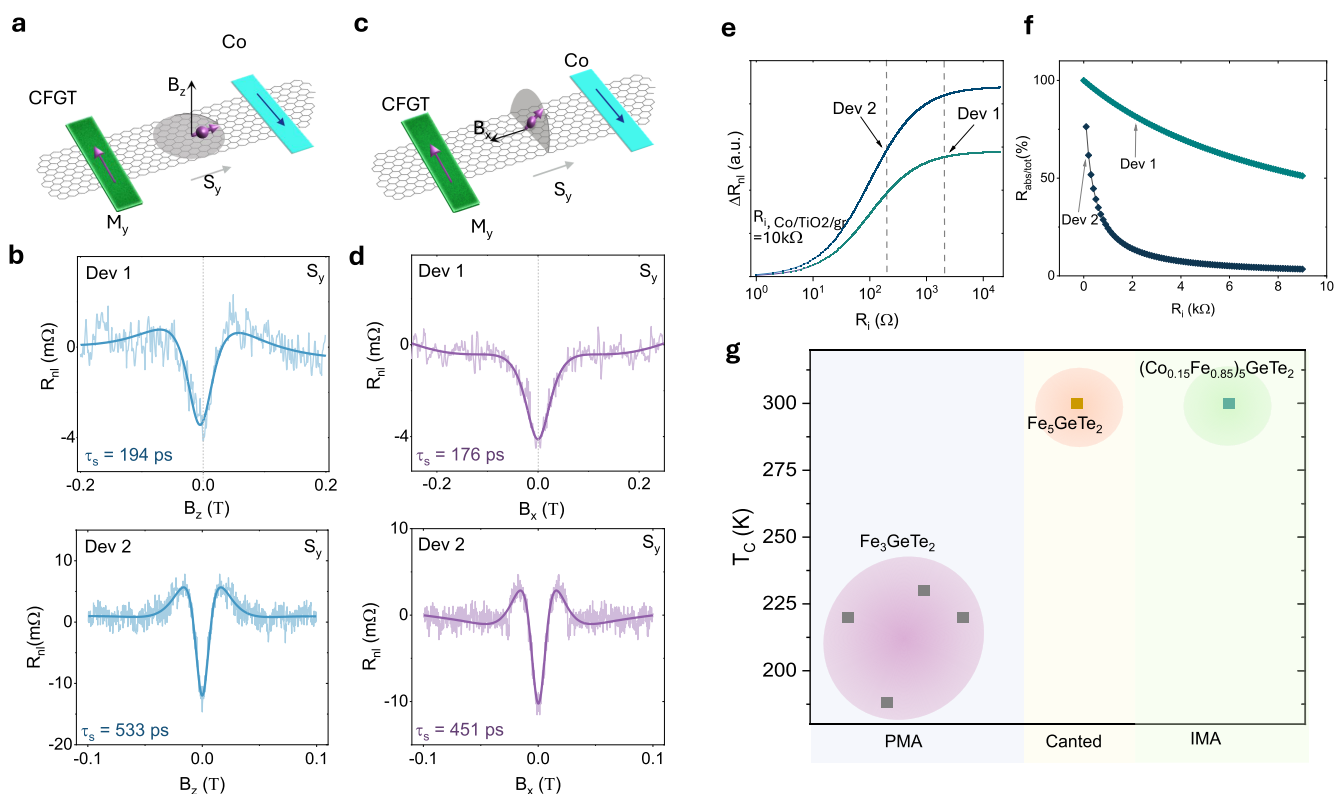 a
Co
B_z
CFGT
S_y
M_y
c
Co
CFGT
B_x
S_y
M_y
b
Dev 1
S_y
R_nl (mΩ)
0
-4
τ_s = 194 ps
-0.2
0.0
0.2
B_z (T)
Dev 2
S_y
R_nl(mΩ)
10
0
-10
-20
τ_s = 533 ps
-0.1
0.0
0.1
B_z (T)
d
Dev 1
S_y
R_nl (mΩ)
0
-4
τ_s = 176 ps
-0.2
0.0
0.2
B_x (T)
Dev 2
S_y
R_nl (mΩ)
10
0
-10
τ_s = 451 ps
-0.1
0.0
0.1
B_x (T)
e
ΔR_nl (a.u.)
Dev 2
Dev 1
R_i, Co/TiO2/gr
=10kΩ
10^0
10^1
10^2
10^3
10^4
R_i (Ω)
f
R_abs/tot(%)
100
50
0
Dev 1
Dev 2
0
2
4
6
8
10
R_i (kΩ)
g
T_C (K)
300
275
250
225
200
(Co_0.15Fe_0.85)_5GeTe_2
Fe_5GeTe_2
Fe_3GeTe_2
PMA
Canted
IMA